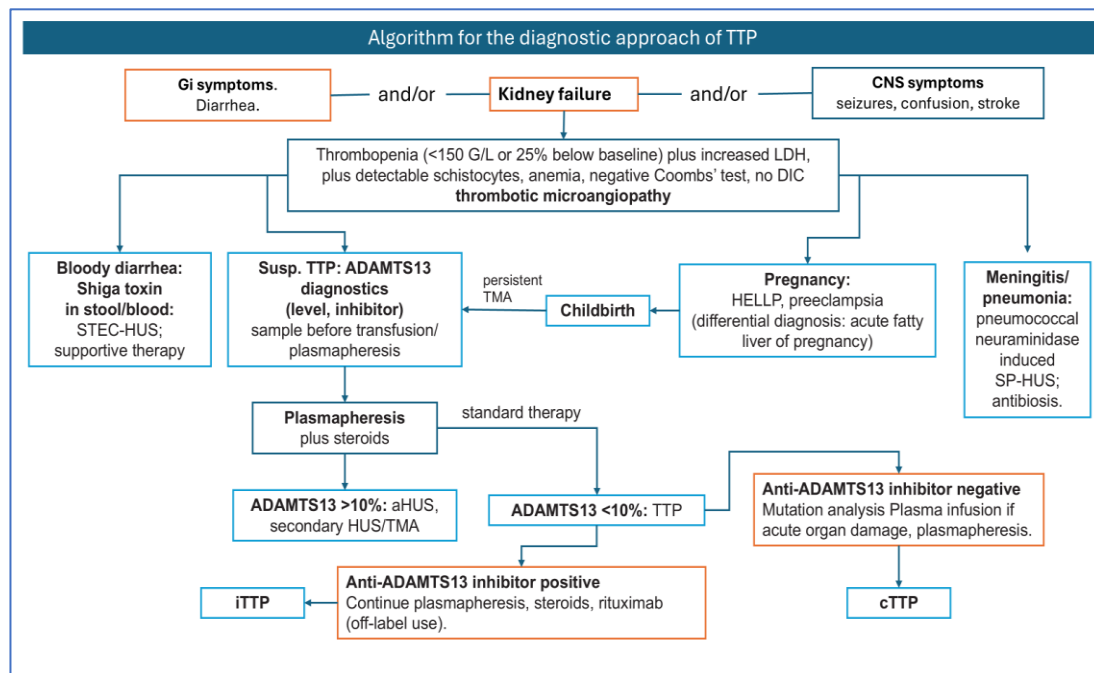 Algorithm for the diagnostic approach of TTP
Gi symptoms.
Diarrhea.
and/or
Kidney failure
and/or
CNS symptoms
seizures, confusion, stroke
Thrombopenia (<150 G/L or 25% below baselinе) plus increased LDH,
plus detectable schistocytes, anemia, negative Coombs’ test, no DIC
thrombotic microangiopathy
Bloody diarrhea:
Shiga toxin
in stool/blood:
STEC-HUS;
supportive therapy
Susp. TTP: ADAMTS13
diagnostics
(level, inhibitor)
sample before transfusion/
plasmapheresis
persistent
TMA
Childbirth
Pregnancy:
HELLP, preeclampsia
(differential diagnosis: acute fatty
liver of pregnancy)
Meningitis/
pneumonia:
pneumococcal
neuraminidase
induced
SP-HUS;
antibiosis.
Plasmapheresis
plus steroids
standard therapy
ADAMTS13 >10%: aHUS,
secondary HUS/TMA
ADAMTS13 <10%: TTP
Anti-ADAMTS13 inhibitor negative
Mutation analysis Plasma infusion if
acute organ damage, plasmapheresis.
Anti-ADAMTS13 inhibitor positive
Continue plasmapheresis, steroids, rituximab
(off-label use).
iTTP
cTTP